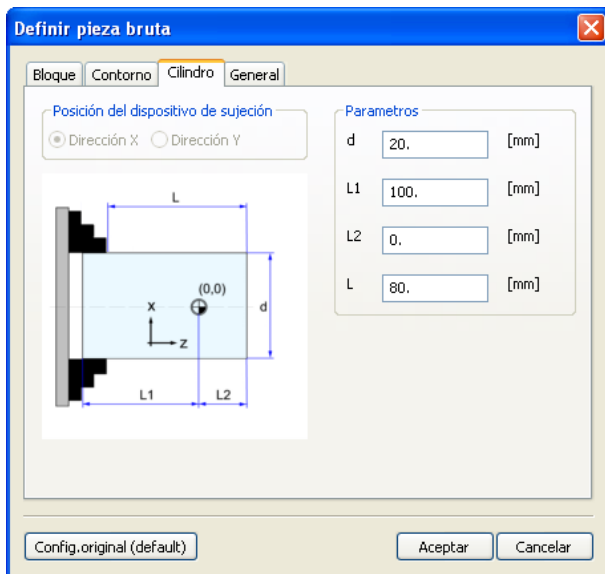 Definir pieza bruta
Bloque Contorno Cilindro General
Posición del dispositivo de sujeción
Dirección X Dirección Y
L
(0,0)
X
Z
d
L1 L2
Parametros
d 20. [mm]
L1 100. [mm]
L2 0. [mm]
L 80. [mm]
Config.original (default) Aceptar Cancelar